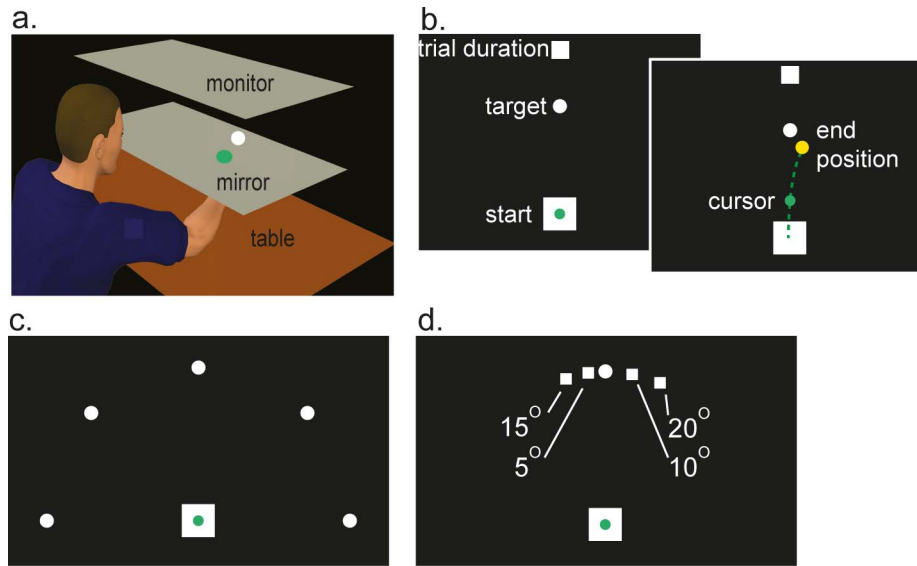 a.
monitor
mirror
table
b.
trial duration
target
start
end
position
cursor
c.
d.
15°
20°
5°
10°